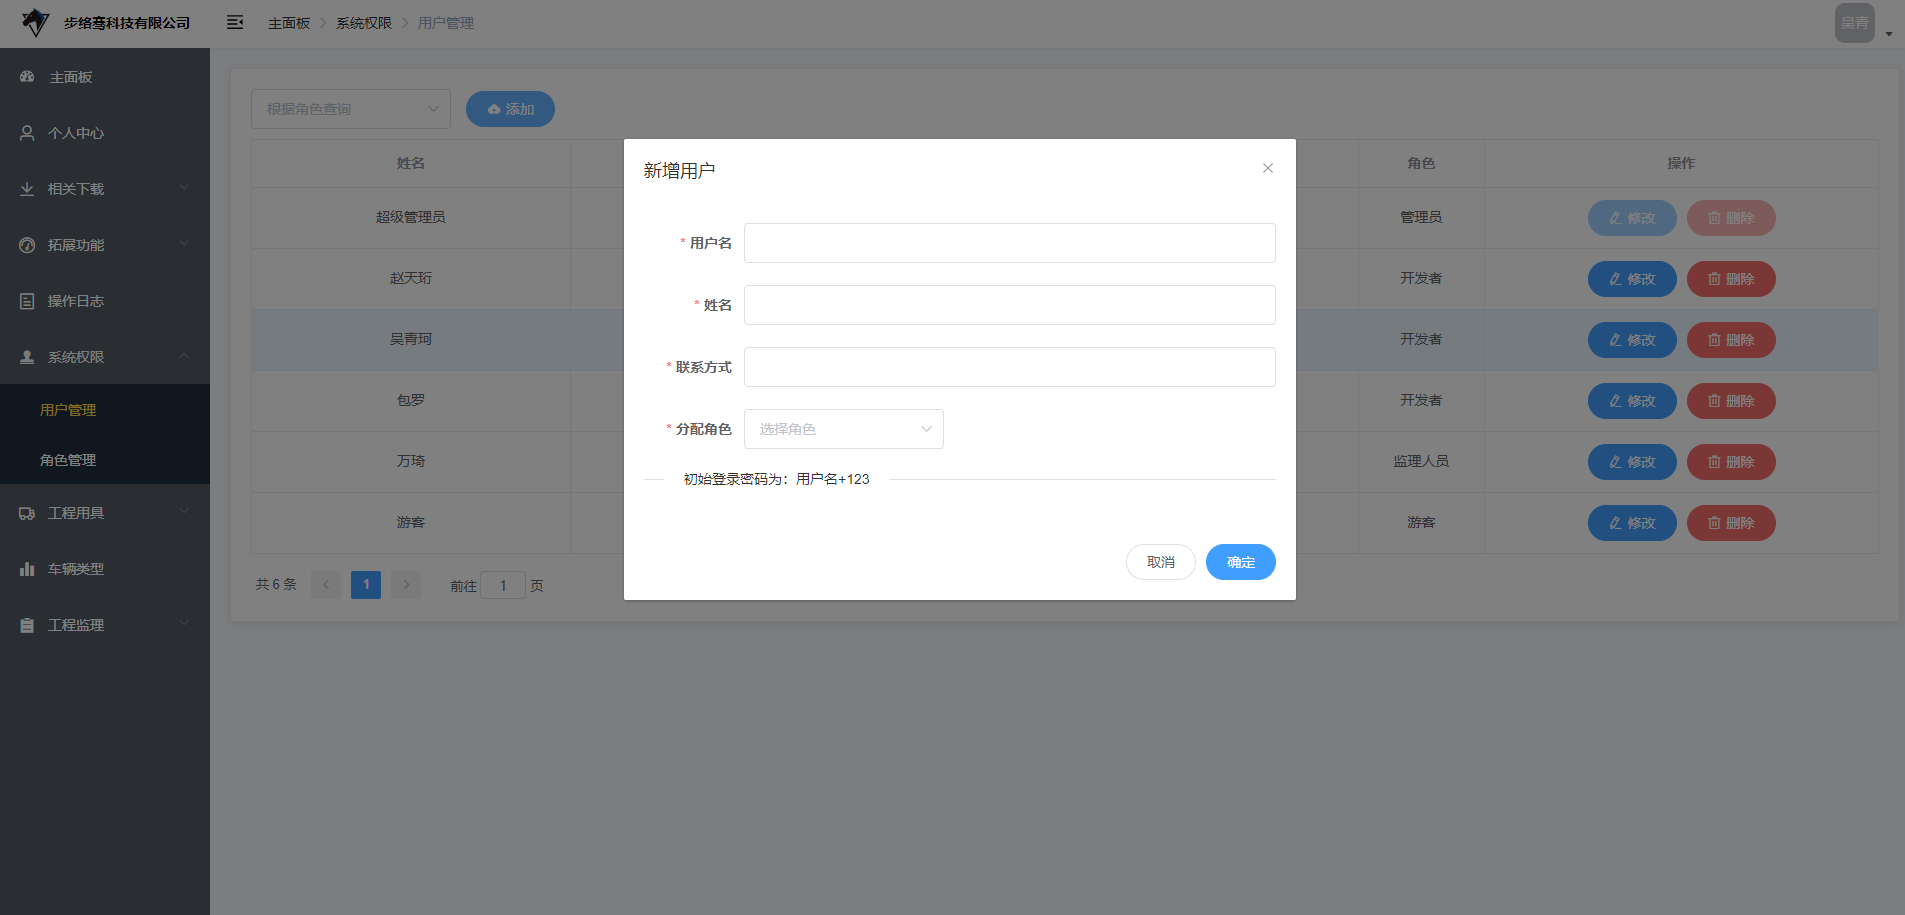 步络骞科技有限公司
主面板 系统权限 用户管理
吴青
主面板
个人中心
相关下载
拓展功能
操作日志
系统权限
用户管理
角色管理
工程用具
车辆类型
工程监理
根据角色查询 添加
姓名 角色 操作
超级管理员 管理员 修改 删除
赵天珩 开发者 修改 删除
吴青珂 开发者 修改 删除
包罗 开发者 修改 删除
万琦 监理人员 修改 删除
游客 游客 修改 删除
共 6 条 1 前往 1 页
新增用户
* 用户名
* 姓名
* 联系方式
* 分配角色 选择角色
初始登录密码为：用户名+123
取消 确定